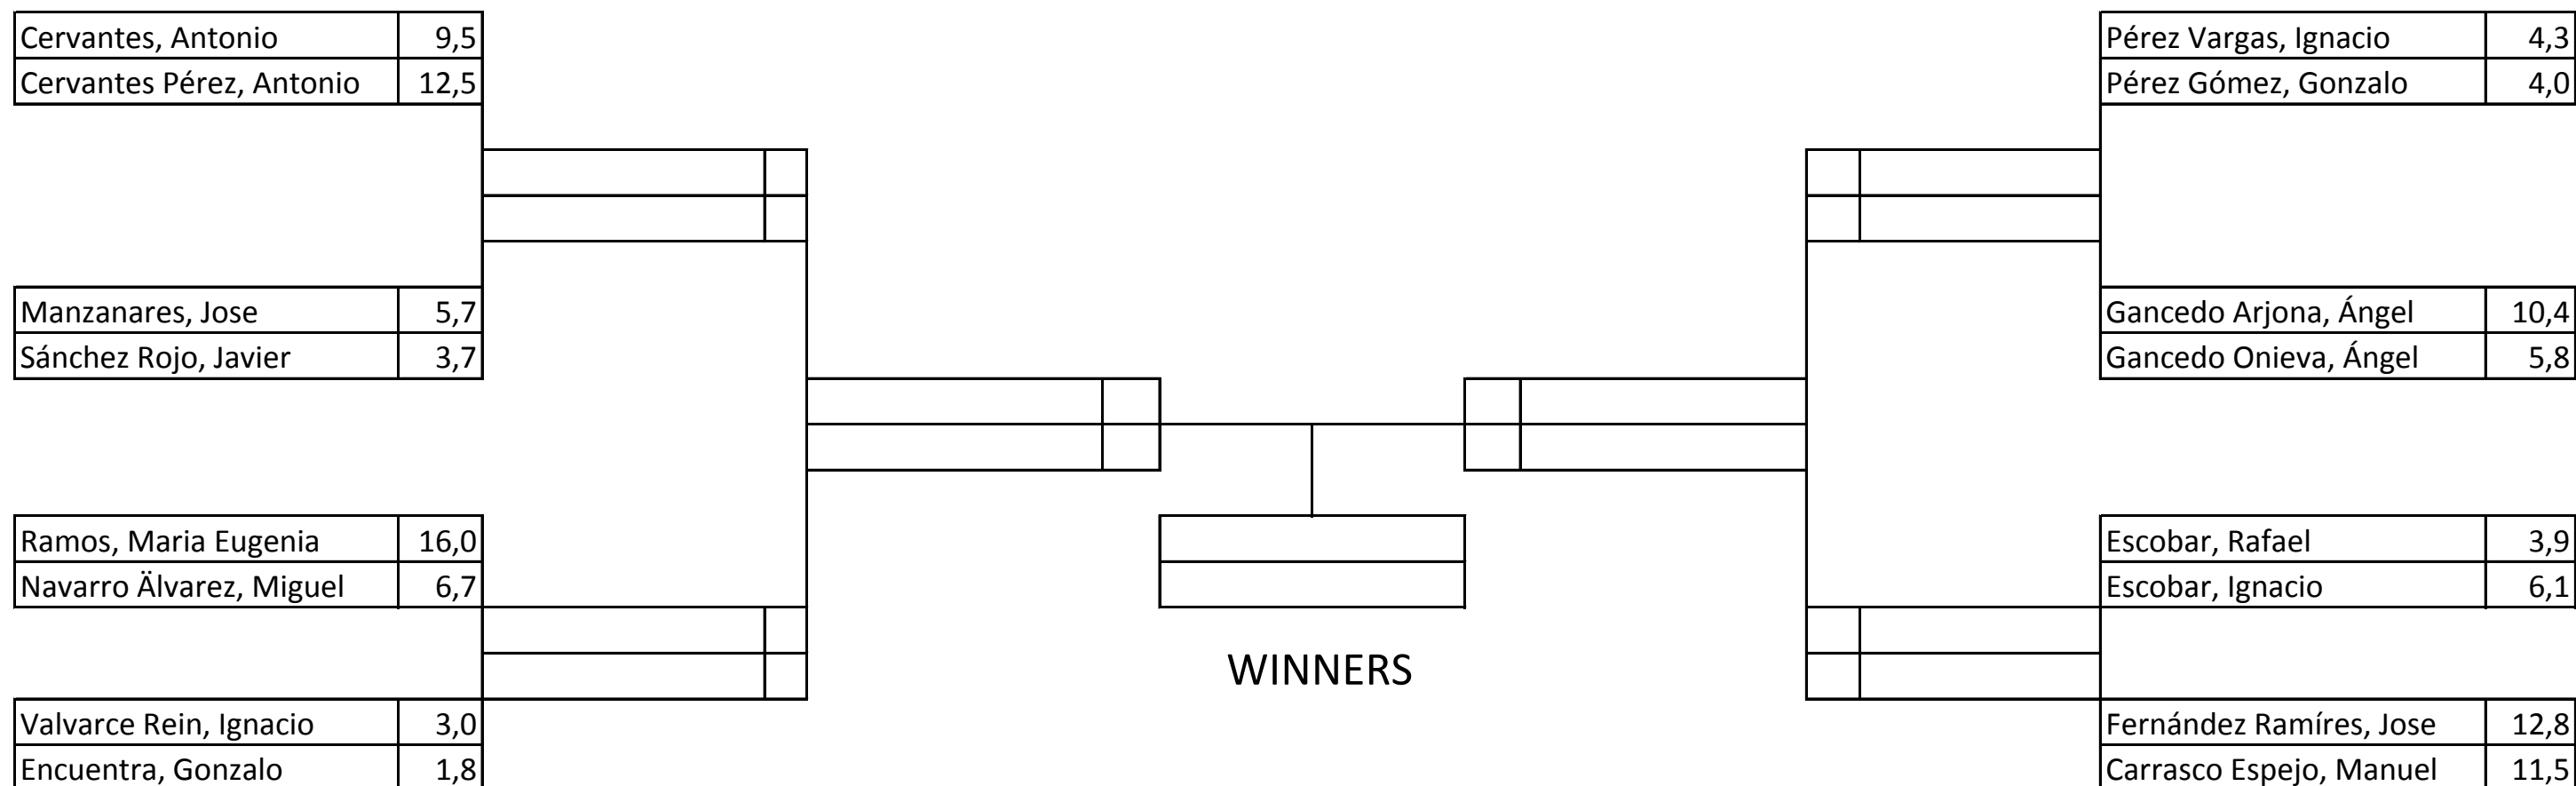 Cervantes, Antonio 9,5
Cervantes Pérez, Antonio 12,5
Manzanares, Jose 5,7
Sánchez Rojo, Javier 3,7
Ramos, Maria Eugenia 16,0
Navarro Älvarez, Miguel 6,7
Valvarce Rein, Ignacio 3,0
Encuentra, Gonzalo 1,8
WINNERS
Pérez Vargas, Ignacio 4,3
Pérez Gómez, Gonzalo 4,0
Gancedo Arjona, Ángel 10,4
Gancedo Onieva, Ángel 5,8
Escobar, Rafael 3,9
Escobar, Ignacio 6,1
Fernández Ramíres, Jose 12,8
Carrasco Espejo, Manuel 11,5